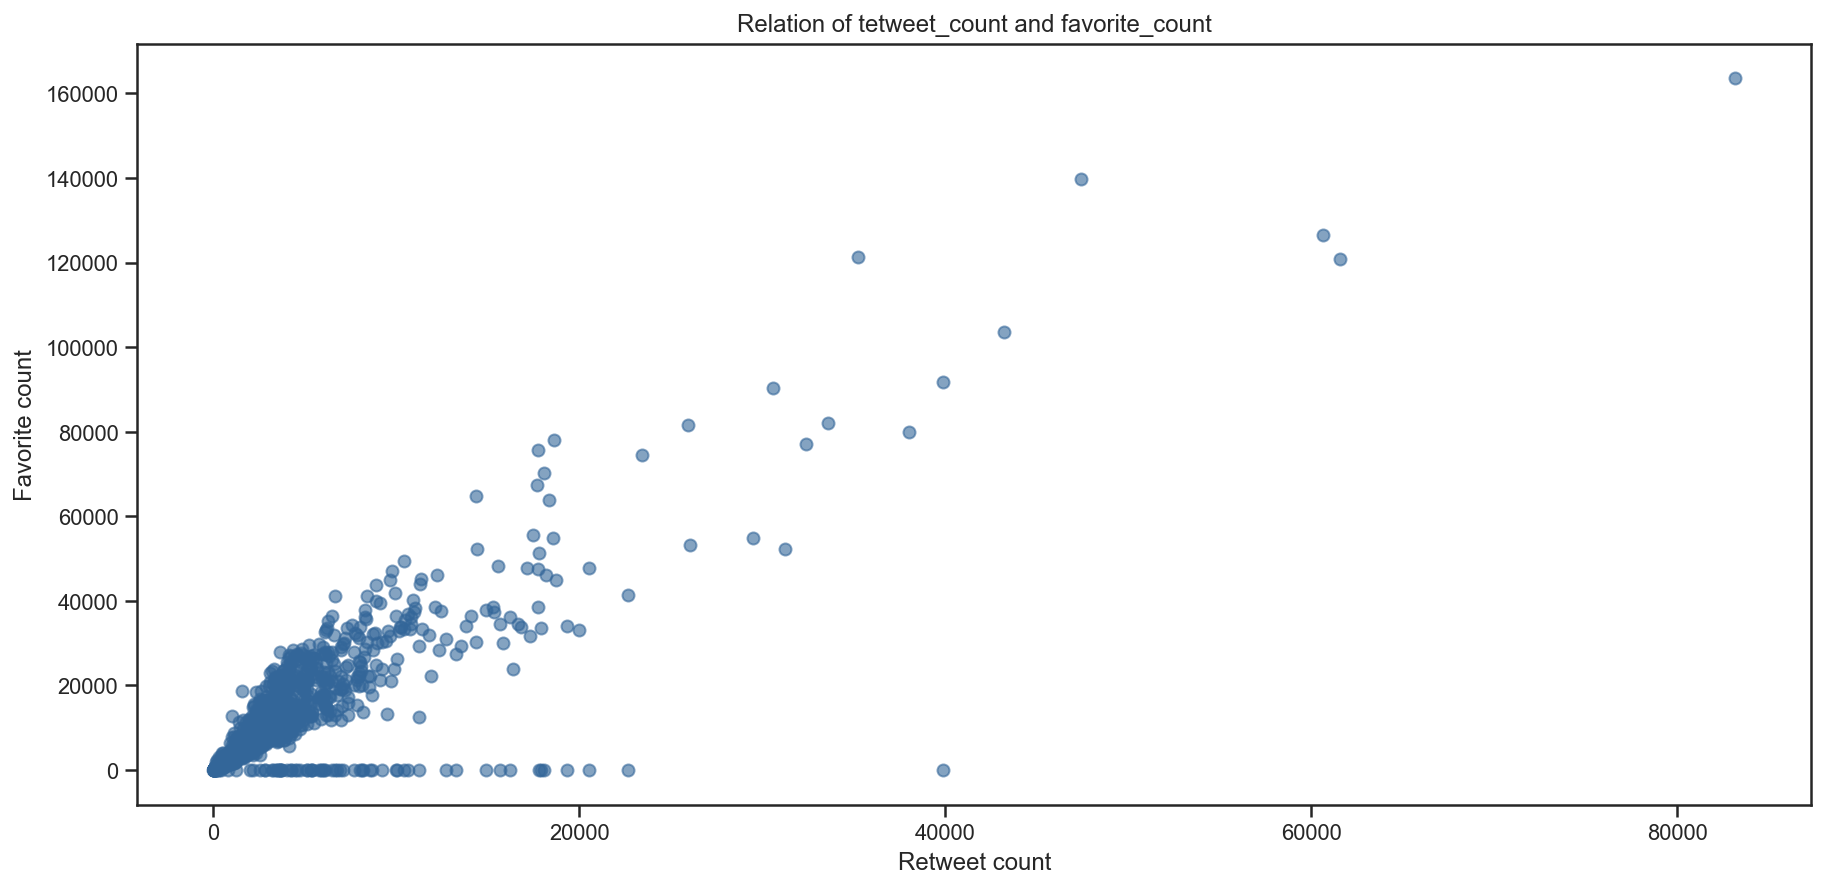 Relation of tetweet_count and favorite_count
160000
140000
120000
100000
80000
60000
40000
20000
0
Favorite count
0 20000 40000 60000 80000
Retweet count